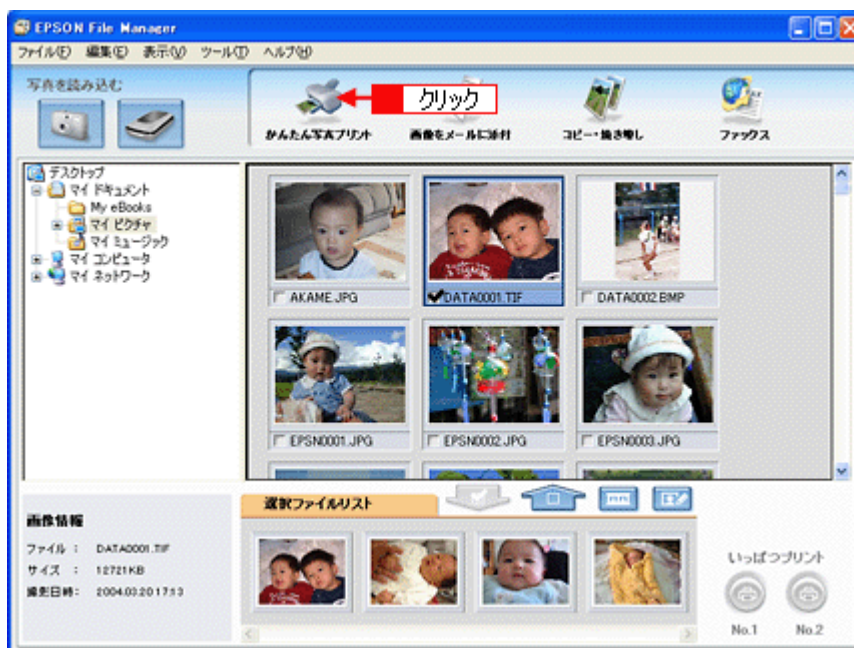 EPSON File Manager
ファイル(F) 編集(E) 表示(V) ツール(T) ヘルプ(H)
写真を読み込む
クリック
かんたん写真プリント 画像をメールに添付 コピー・焼き増し ファックス
デスクトップ
マイ ドキュメント
My eBooks
マイ ピクチャ
マイ ミュージック
マイ コンピュータ
マイ ネットワーク
AKAME.JPG DATA0001.TIF DATA0002.BMP
EPSN0001.JPG EPSN0002.JPG EPSN0003.JPG
選択ファイルリスト
画像情報
ファイル : DATA0001.TIF
サイズ : 12721KB
撮影日時: 2004.03.20 17:13
いっぱつプリント
No.1 No.2